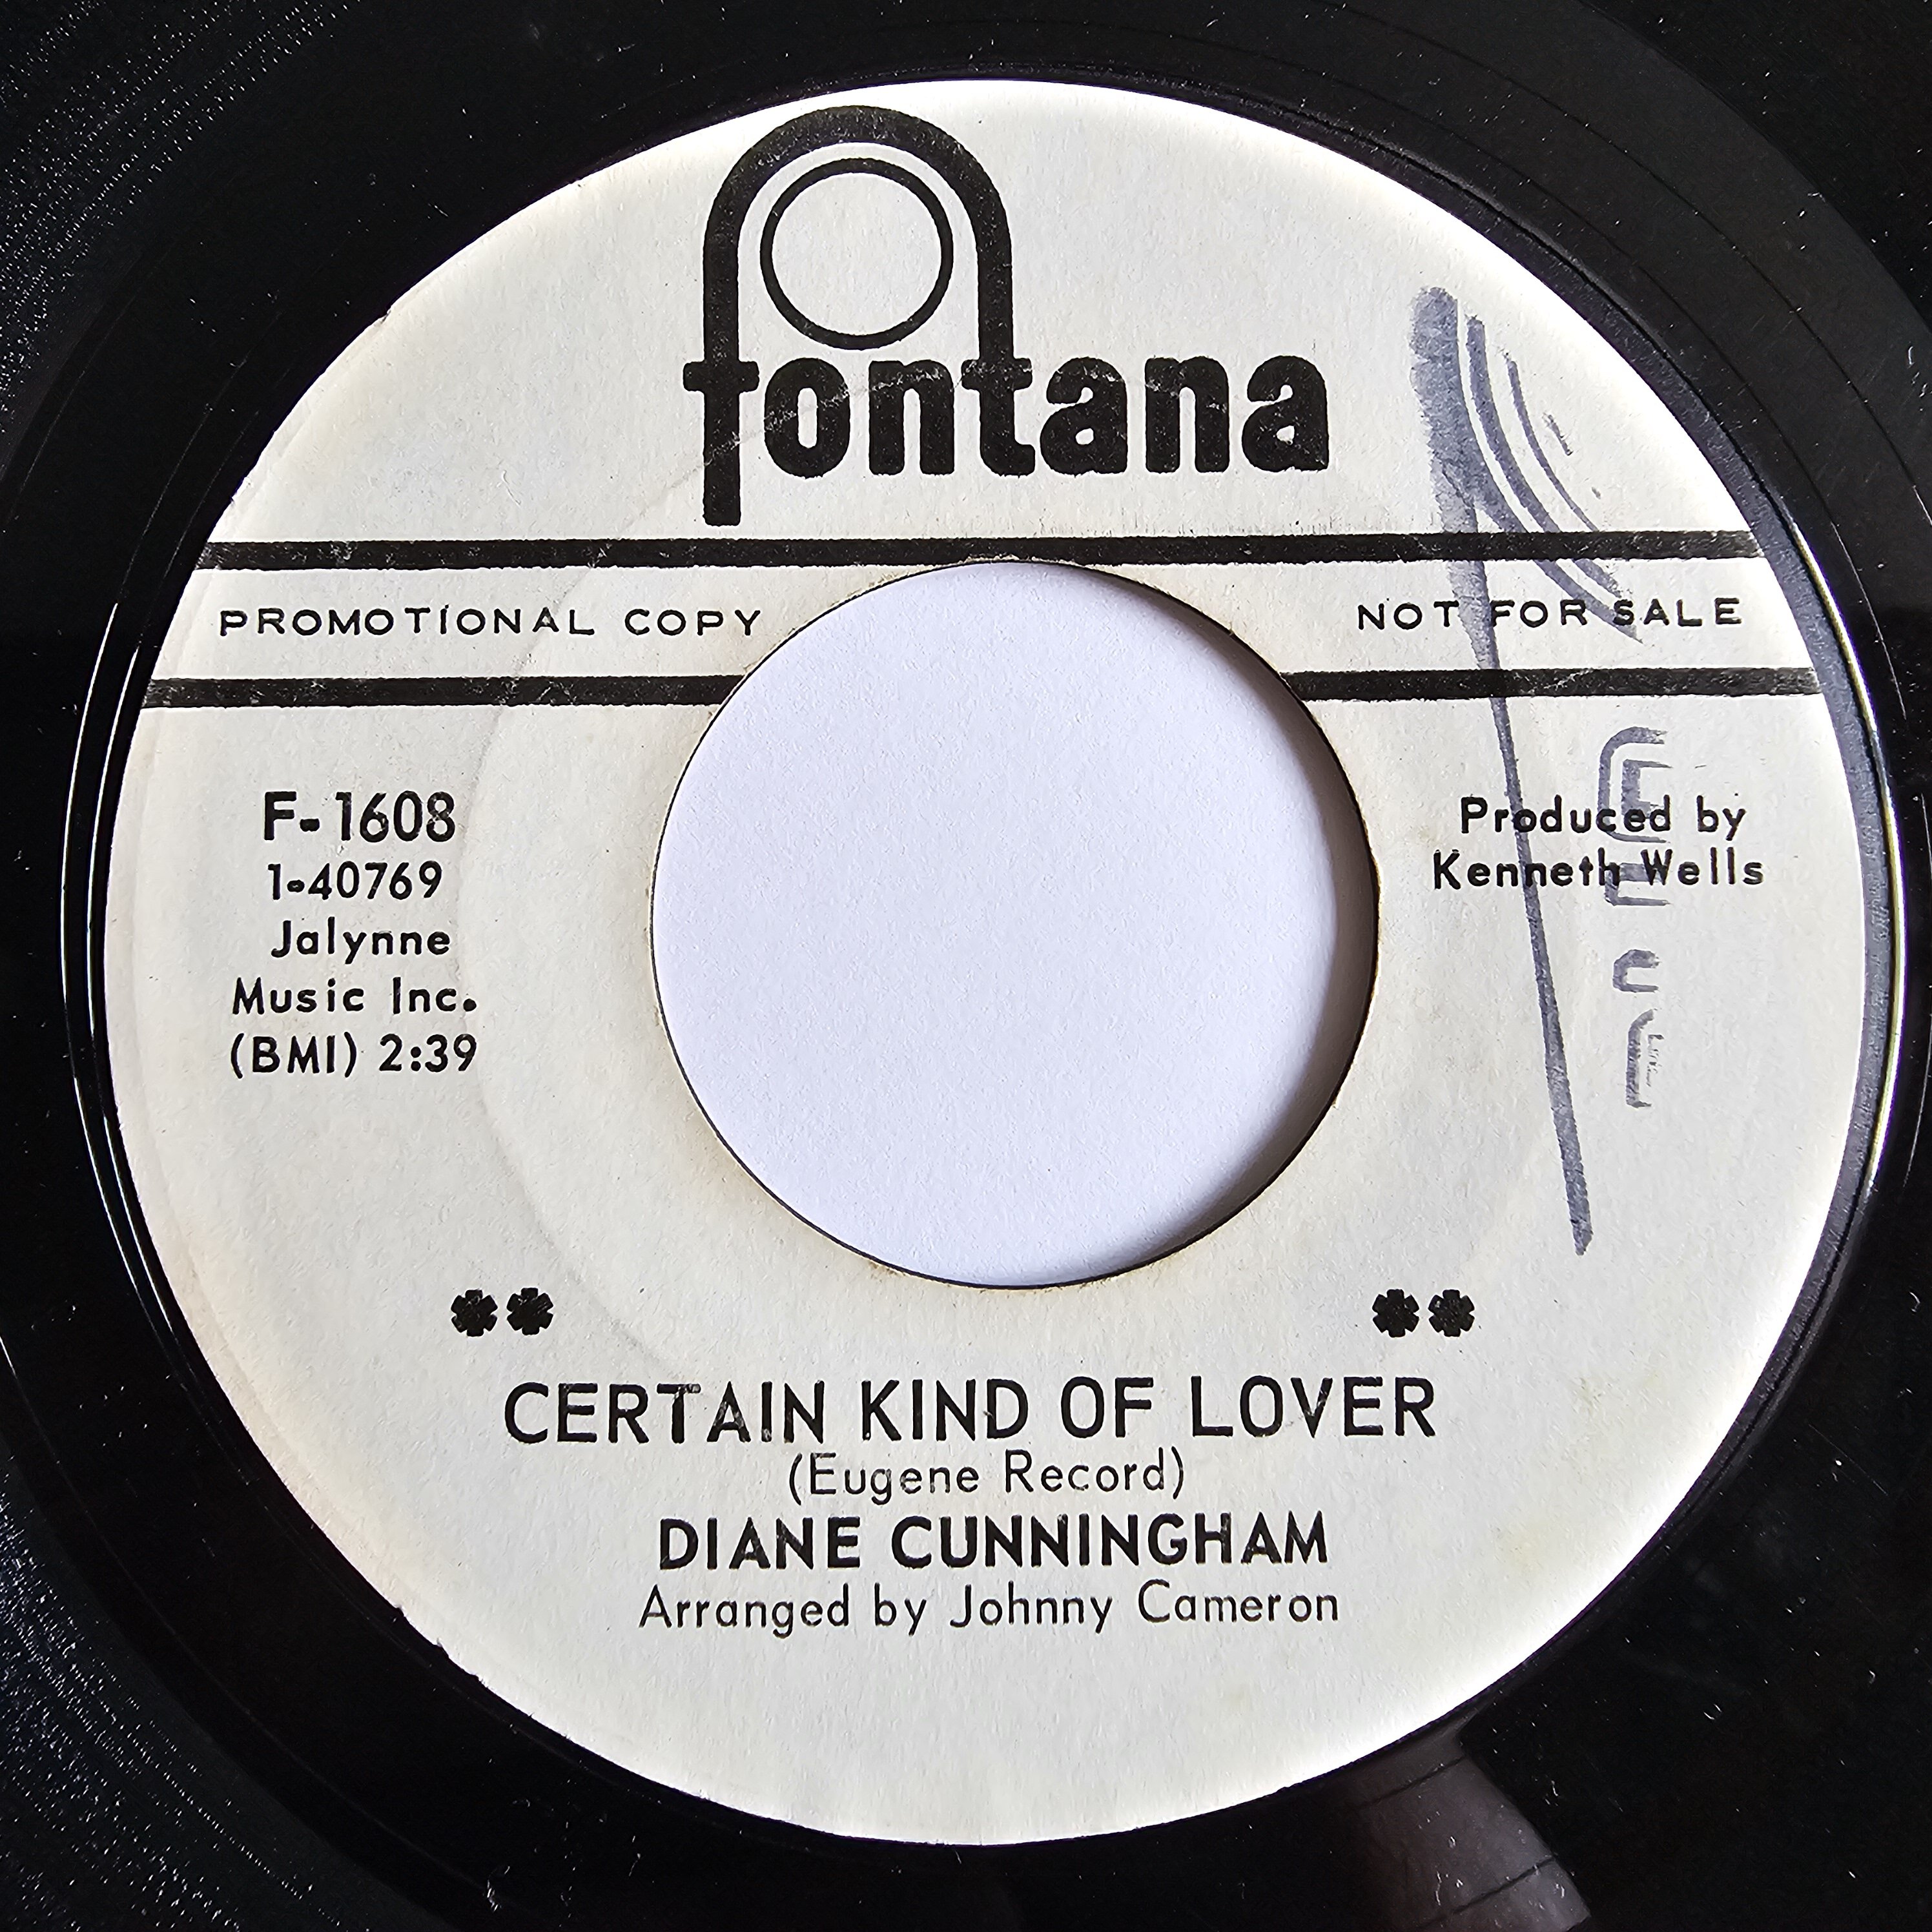 fontana
PROMOTIONAL COPY NOT FOR SALE
F-1608
1-40769
Jalynne
Music Inc.
(BMI) 2:39
Produced by
Kenneth Wells
** **
CERTAIN KIND OF LOVER
(Eugene Record)
DIANE CUNNINGHAM
Arranged by Johnny Cameron